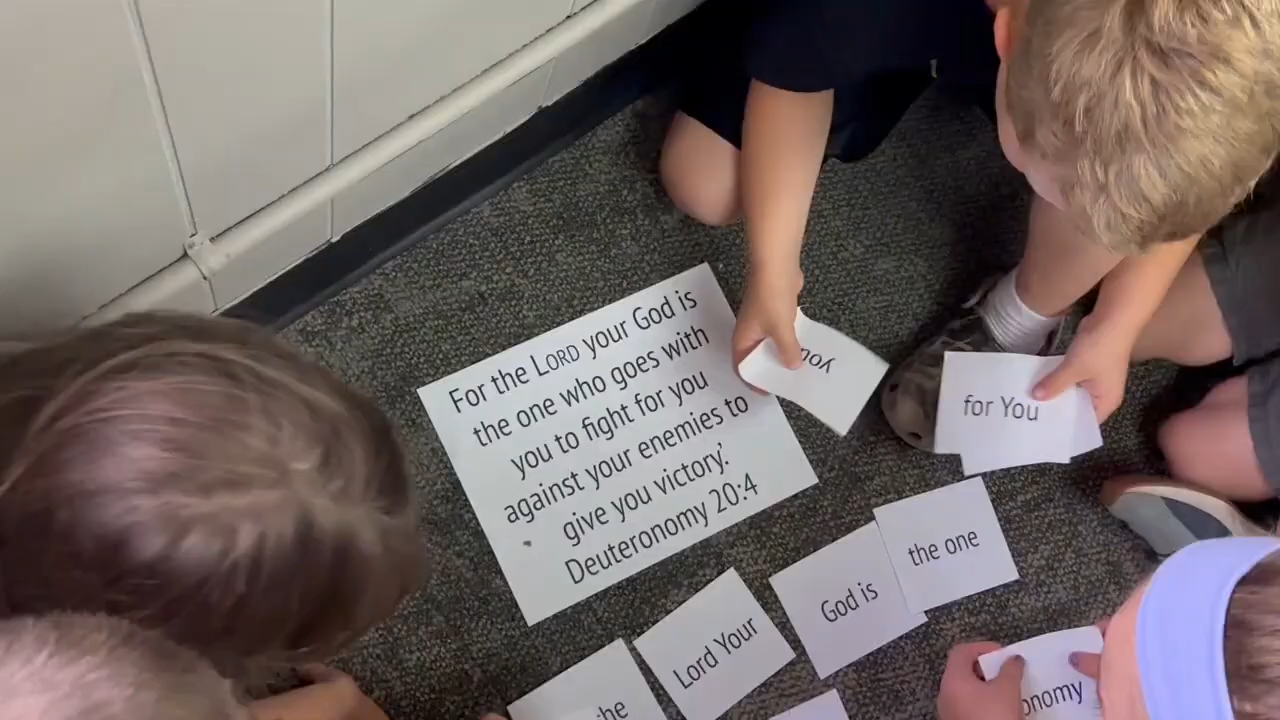 For the LORD your God is
the one who goes with
you to fight for you
against your enemies to
give you victory.'
Deuteronomy 20:4
you
for You
the one
God is
Lord Your